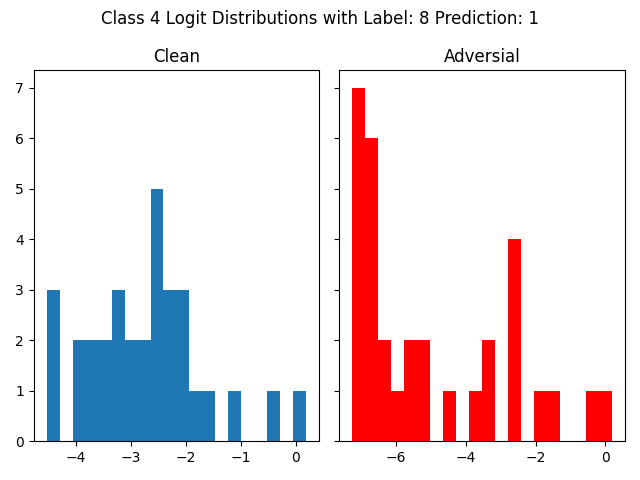 Class 4 Logit Distributions with Label: 8 Prediction: 1
Clean
Adversial
7
6
5
4
3
2
1
0
−4 −3 −2 −1 0
−6 −4 −2 0